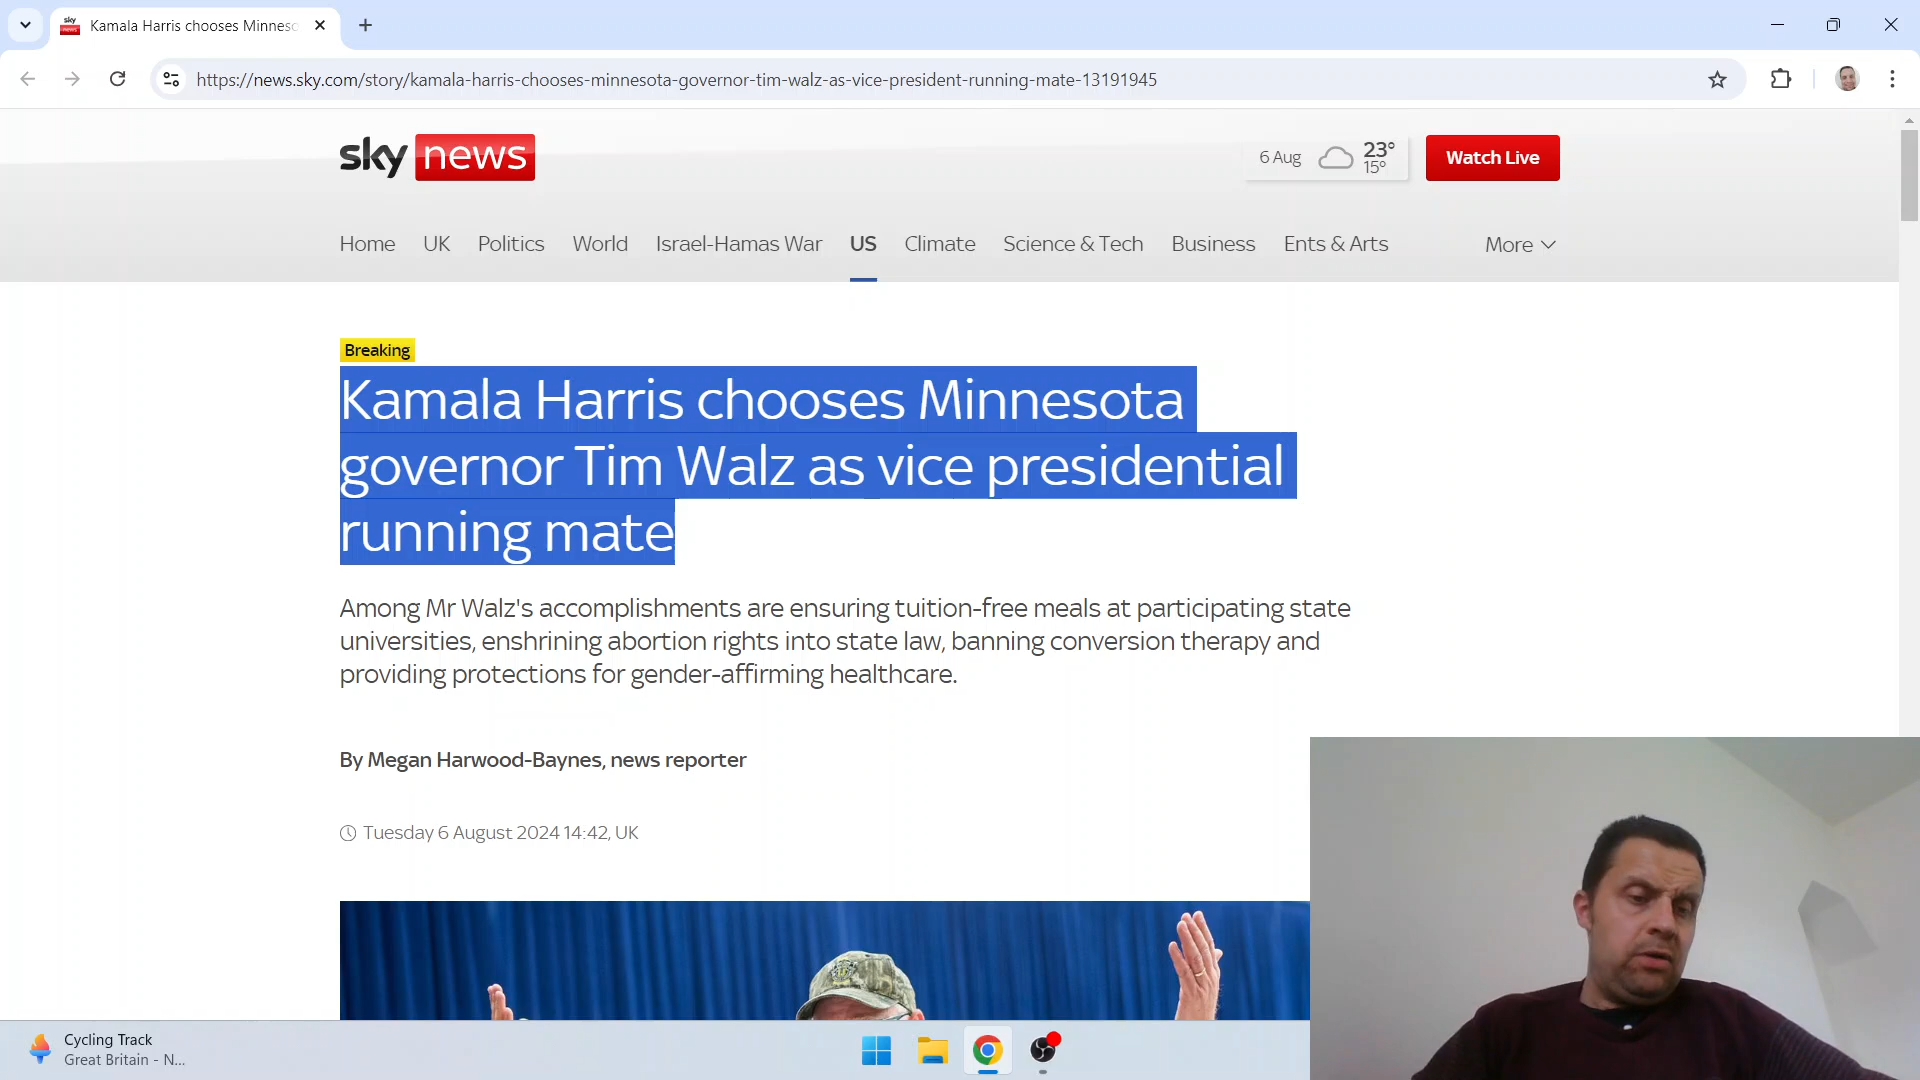 Kamala Harris chooses Minneso
https://news.sky.com/story/kamala-harris-chooses-minnesota-governor-tim-walz-as-vice-president-running-mate-13191945
sky news
6 Aug 23° 15°
Watch Live
Home UK Politics World Israel-Hamas War US Climate Science & Tech Business Ents & Arts More
Breaking
Kamala Harris chooses Minnesota
governor Tim Walz as vice presidential
running mate
Among Mr Walz's accomplishments are ensuring tuition-free meals at participating state
universities, enshrining abortion rights into state law, banning conversion therapy and
providing protections for gender-affirming healthcare.
By Megan Harwood-Baynes, news reporter
Tuesday 6 August 2024 14:42, UK
Cycling Track
Great Britain - N...